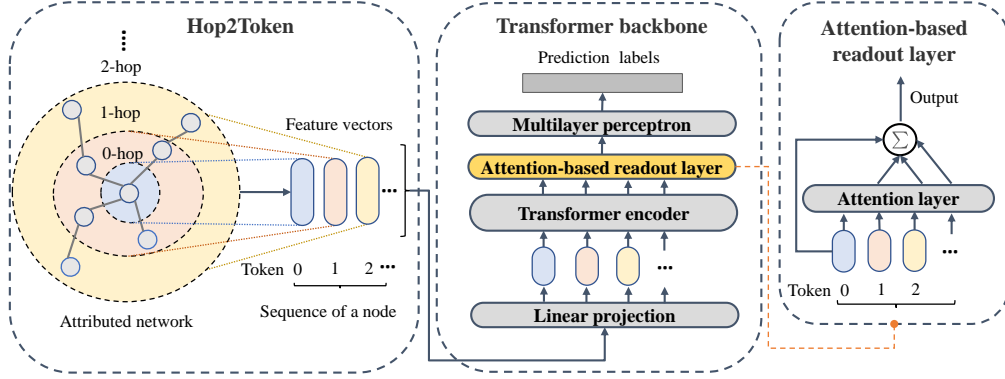 Hop2Token
2-hop
1-hop
0-hop
Feature vectors
Token 0 1 2 ...
Sequence of a node
Attributed network
Transformer backbone
Prediction labels
Multilayer perceptron
Attention-based readout layer
Transformer encoder
Linear projection
Attention-based
readout layer
Output
Σ
Attention layer
Token 0 1 2 ...